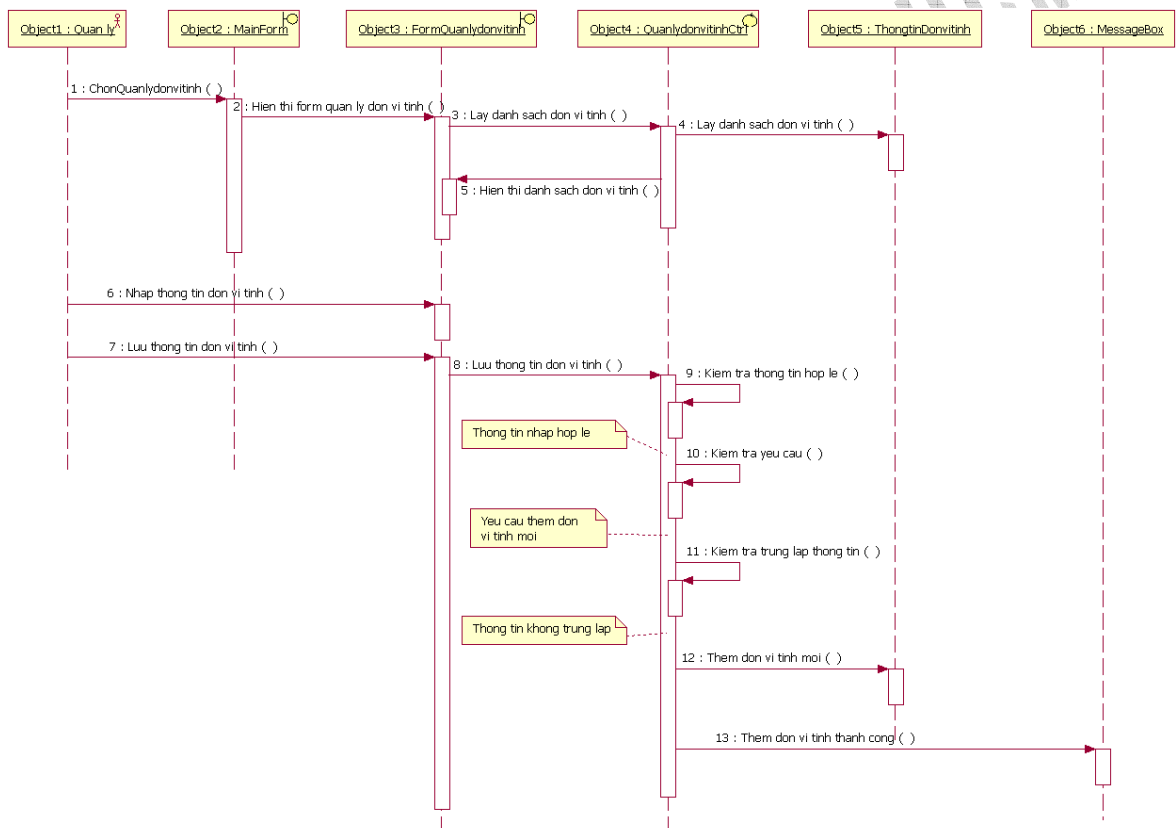 Object1 : Quan ly
Object2 : MainForm
Object3 : FormQuanlydonvitinh
Object4 : QuanlydonvitinhCtrl
Object5 : ThongtinDonvitinh
Object6 : MessageBox
1 : ChonQuanlydonvitinh ( )
2 : Hien thi form quan ly don vi tinh ( )
3 : Lay danh sach don vi tinh ( )
4 : Lay danh sach don vi tinh ( )
5 : Hien thi danh sach don vi tinh ( )
6 : Nhap thong tin don vi tinh ( )
7 : Luu thong tin don vi tinh ( )
8 : Luu thong tin don vi tinh ( )
9 : Kiem tra thong tin hop le ( )
Thong tin nhap hop le
10 : Kiem tra yeu cau ( )
Yeu cau them don
vi tinh moi
11 : Kiem tra trung lap thong tin ( )
Thong tin khong trung lap
12 : Them don vi tinh moi ( )
13 : Them don vi tinh thanh cong ( )